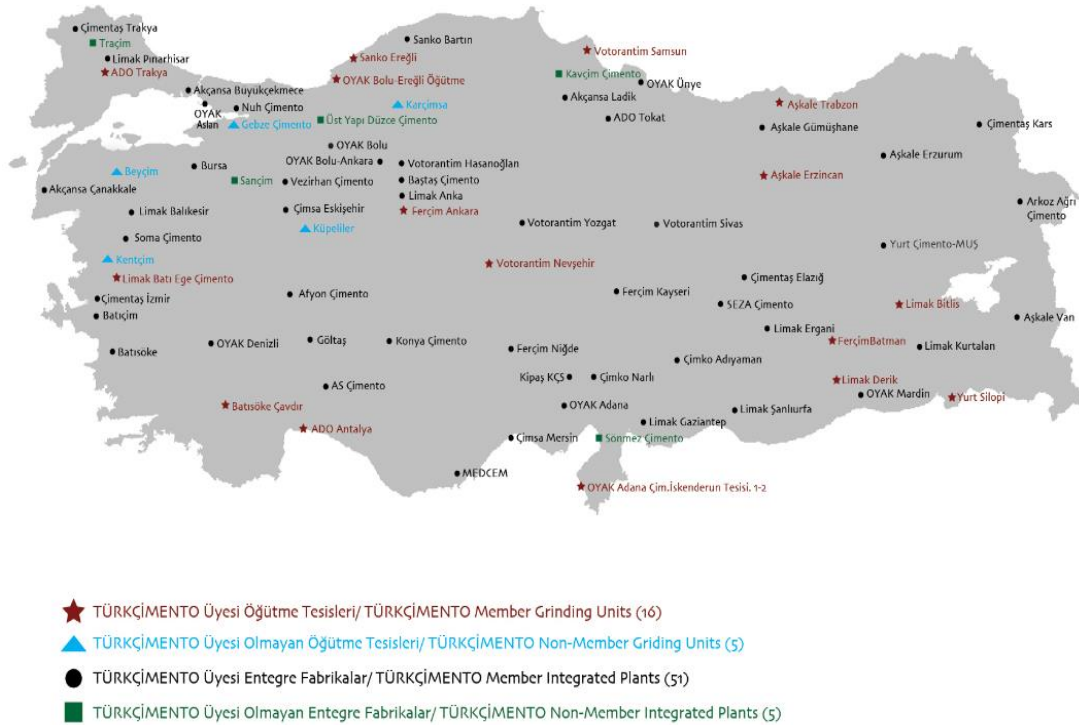 Çimentaş Trakya
Traçim
Limak Pınarhisar
ADO Trakya
Akçansa Büyükçekmece
OYAK
Aslan
Nuh Çimento
Gebze Çimento
Sanko Bartın
Sanko Ereğli
OYAK Bolu-Ereğli Öğütme
Karçimsa
Üst Yapı Düzce Çimento
OYAK Bolu
OYAK Bolu-Ankara
Votorantim Samsun
Kavçim Çimento
OYAK Ünye
Akçansa Ladik
ADO Tokat
Aşkale Trabzon
Aşkale Gümüşhane
Çimentaş Kars
Aşkale Erzurum
Aşkale Erzincan
Arkoz Ağrı
Çimento
Beyçim
Bursa
Akçansa Çanakkale
Sançim
Vezirhan Çimento
Votorantim Hasanoğlan
Baştaş Çimento
Limak Anka
Ferçim Ankara
Limak Balıkesir
Çimsa Eskişehir
Küpeliler
Soma Çimento
Votorantim Yozgat
Votorantim Sivas
Yurt Çimento-MUŞ
Kentçim
Limak Batı Ege Çimento
Votorantim Nevşehir
Çimentaş Elazığ
Çimentaş İzmir
Batıçim
Afyon Çimento
Ferçim Kayseri
SEZA Çimento
Limak Bitlis
Aşkale Van
Limak Ergani
FerçimBatman
Limak Kurtalan
Batısöke
OYAK Denizli
Göltaş
Konya Çimento
Ferçim Niğde
Çimko Adıyaman
Kipaş KÇS
Çimko Narlı
Limak Derik
AS Çimento
OYAK Mardin
Yurt Silopi
Batısöke Çavdır
OYAK Adana
Limak Şanlıurfa
ADO Antalya
Limak Gaziantep
Çimsa Mersin
Sönmez Çimento
MEDCEM
OYAK Adana Çim.İskenderun Tesisi. 1-2
TÜRKÇİMENTO Üyesi Öğütme Tesisleri/ TÜRKÇİMENTO Member Grinding Units (16)
TÜRKÇİMENTO Üyesi Olmayan Öğütme Tesisleri/ TÜRKÇİMENTO Non-Member Griding Units (5)
TÜRKÇİMENTO Üyesi Entegre Fabrikalar/ TÜRKÇİMENTO Member Integrated Plants (51)
TÜRKÇİMENTO Üyesi Olmayan Entegre Fabrikalar/ TÜRKÇİMENTO Non-Member Integrated Plants (5)